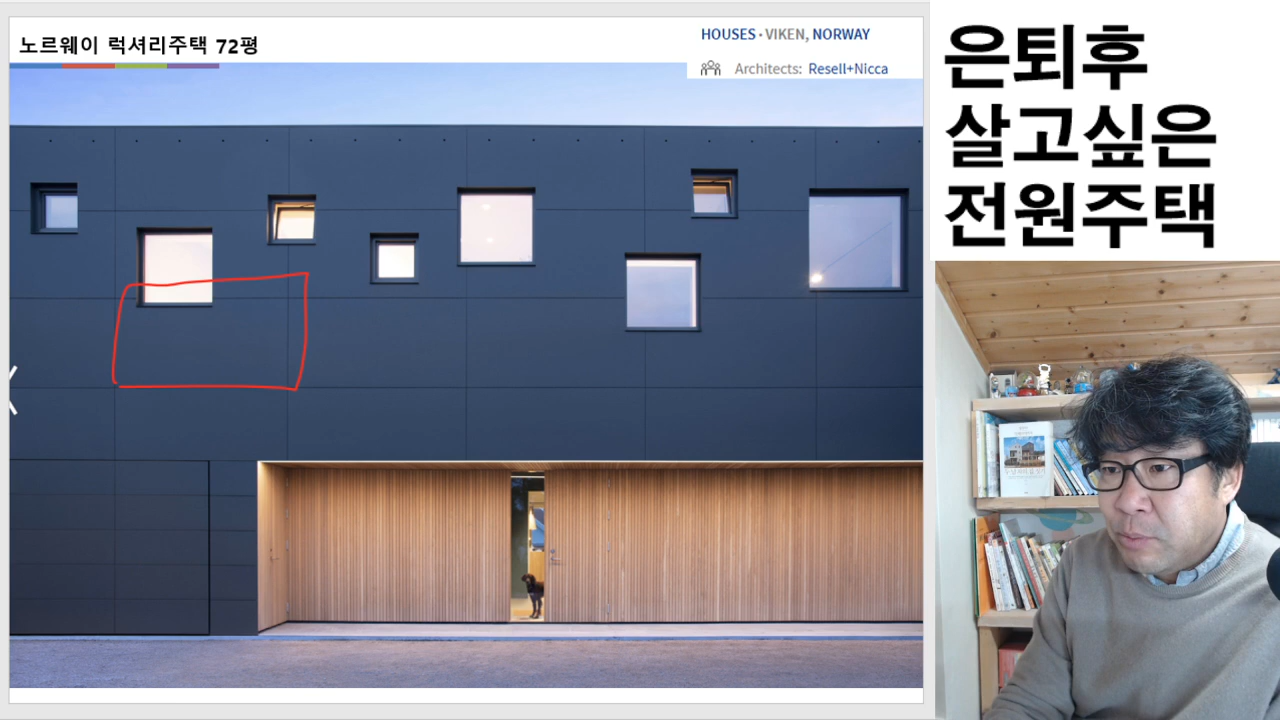 노르웨이 럭셔리주택 72평
HOUSES • VIKEN, NORWAY
Architects: Resell+Nicca
은퇴후
살고싶은
전원주택